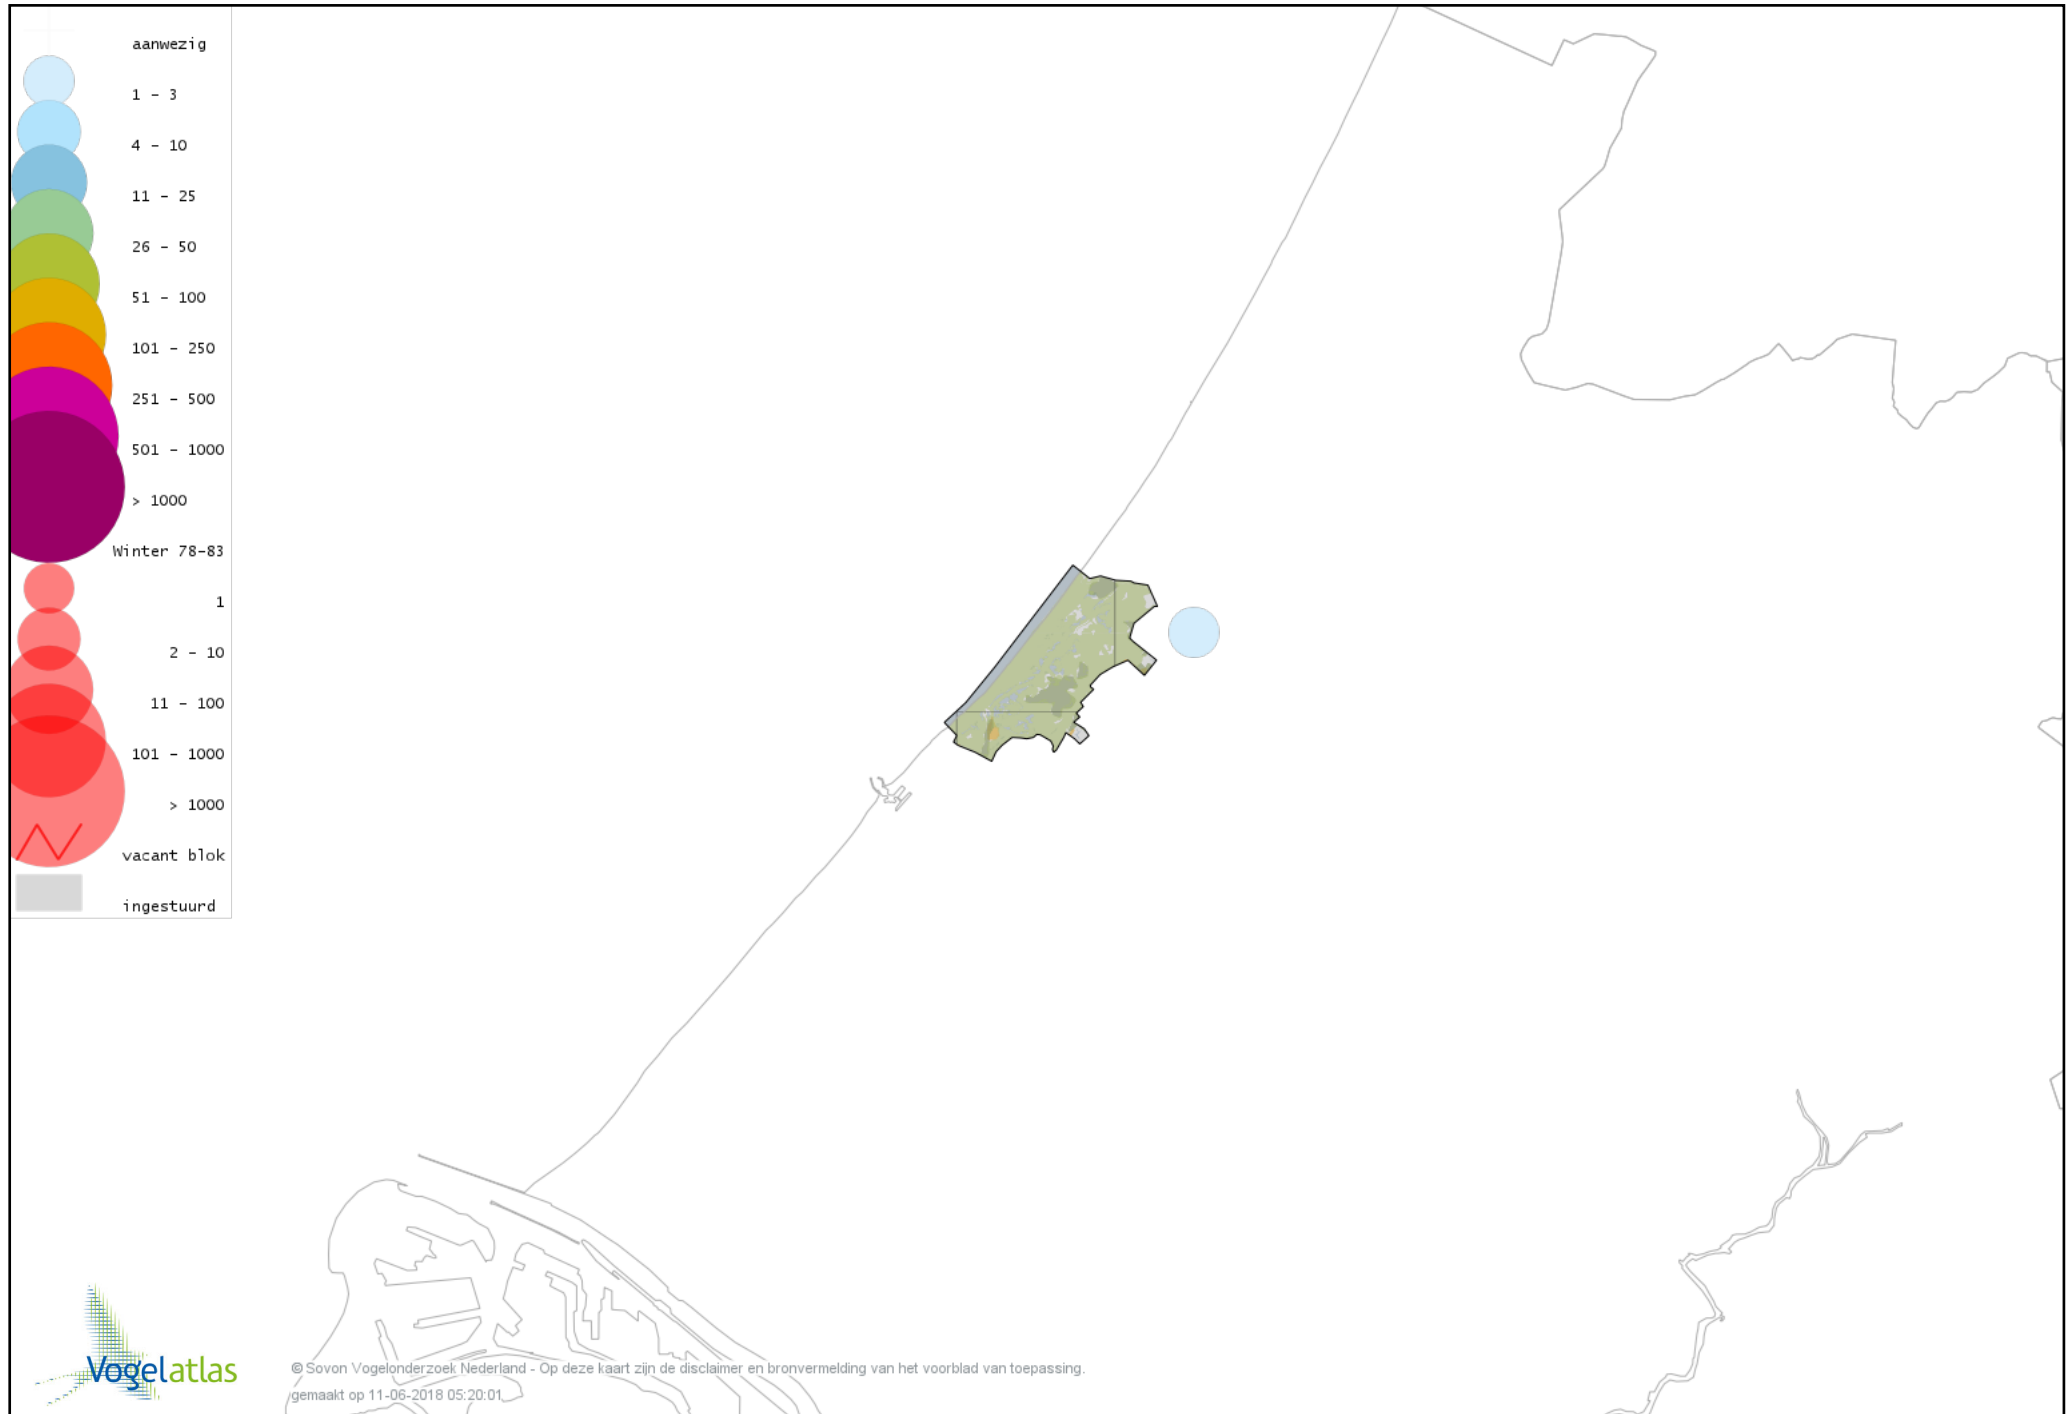 aanwezig
1 - 3
4 - 10
11 - 25
26 - 50
51 - 100
101 - 250
251 - 500
501 - 1000
> 1000
Winter 78-83
1
2 - 10
11 - 100
101 - 1000
> 1000
vacant blok
ingestuurd
Vogelatlas
© Sovon Vogelonderzoek Nederland - Op deze kaart zijn de disclaimer en bronvermelding van het voorblad van toepassing.
gemaakt op 11-06-2018 05:20:01